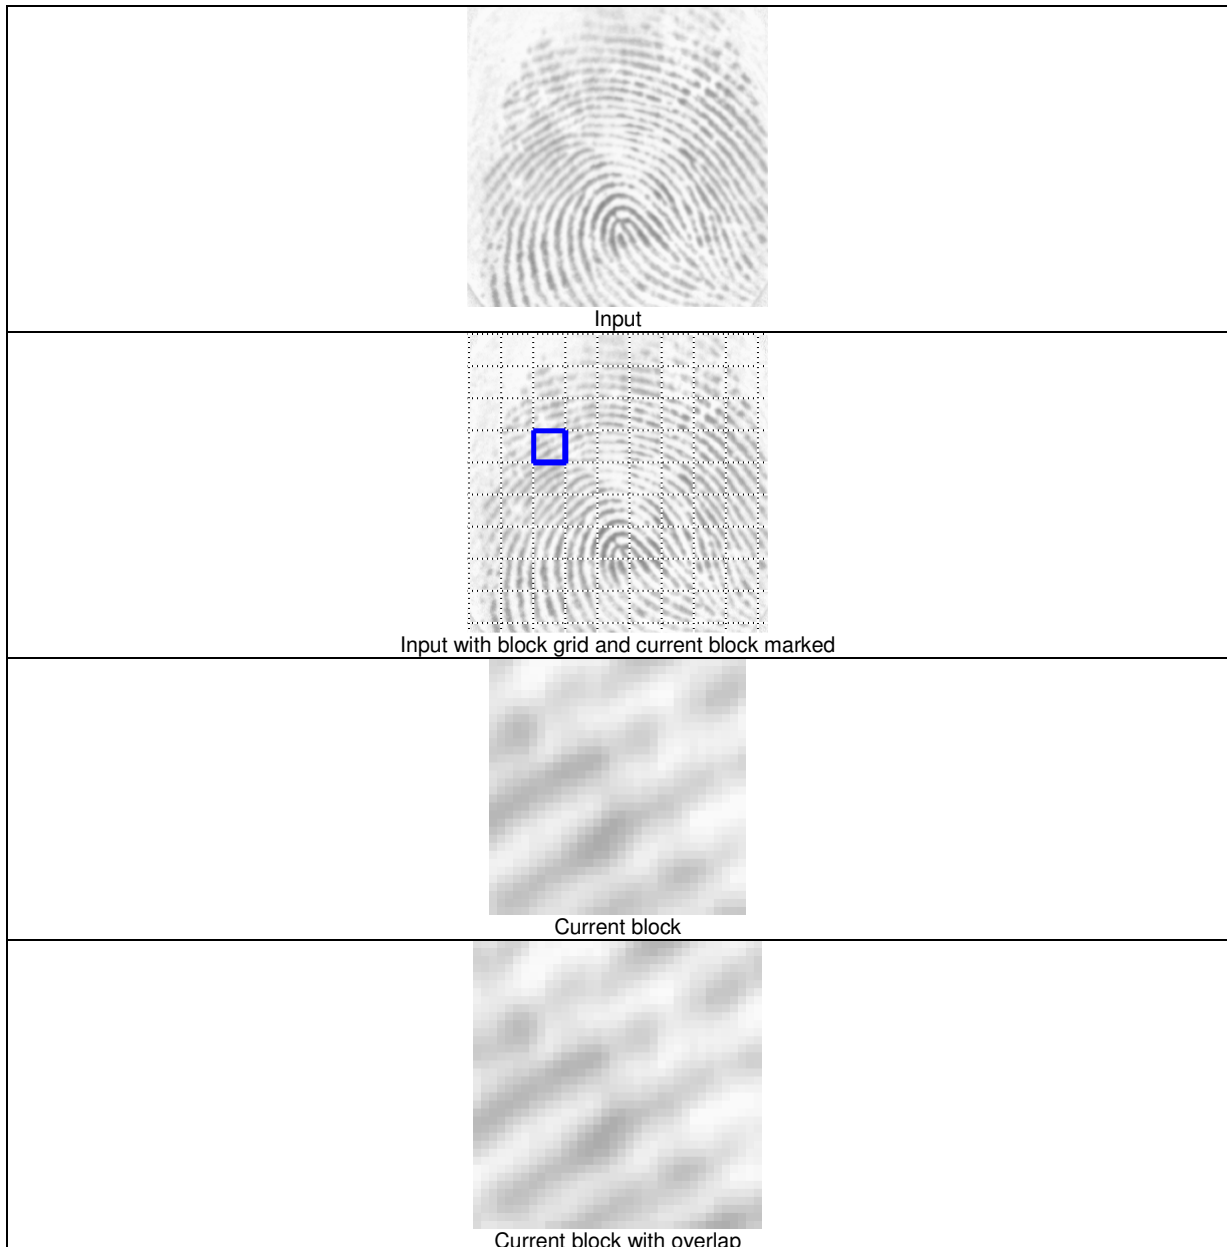 Input
Input with block grid and current block marked
Current block
Current block with overlap